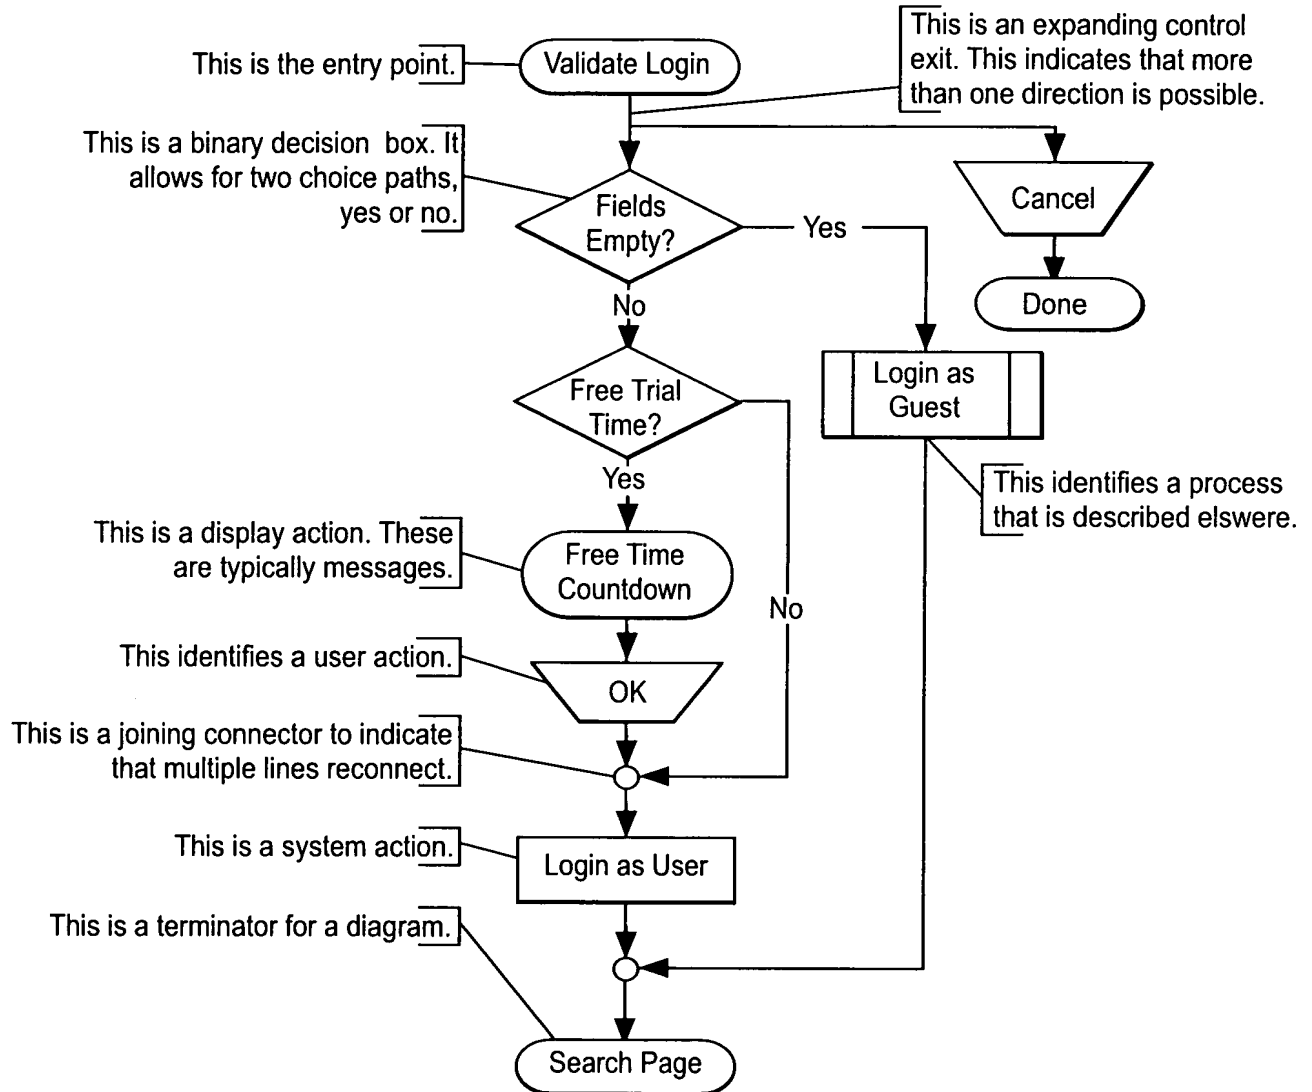 This is an expanding control
exit. This indicates that more
than one direction is possible.
This is the entry point.
Validate Login
This is a binary decision box. It
allows for two choice paths,
yes or no.
Fields
Empty?
Yes
Cancel
Done
No
Free Trial
Time?
Login as
Guest
Yes
This identifies a process
that is described elswere.
This is a display action. These
are typically messages.
Free Time
Countdown
No
This identifies a user action.
OK
This is a joining connector to indicate
that multiple lines reconnect.
This is a system action.
Login as User
This is a terminator for a diagram.
Search Page